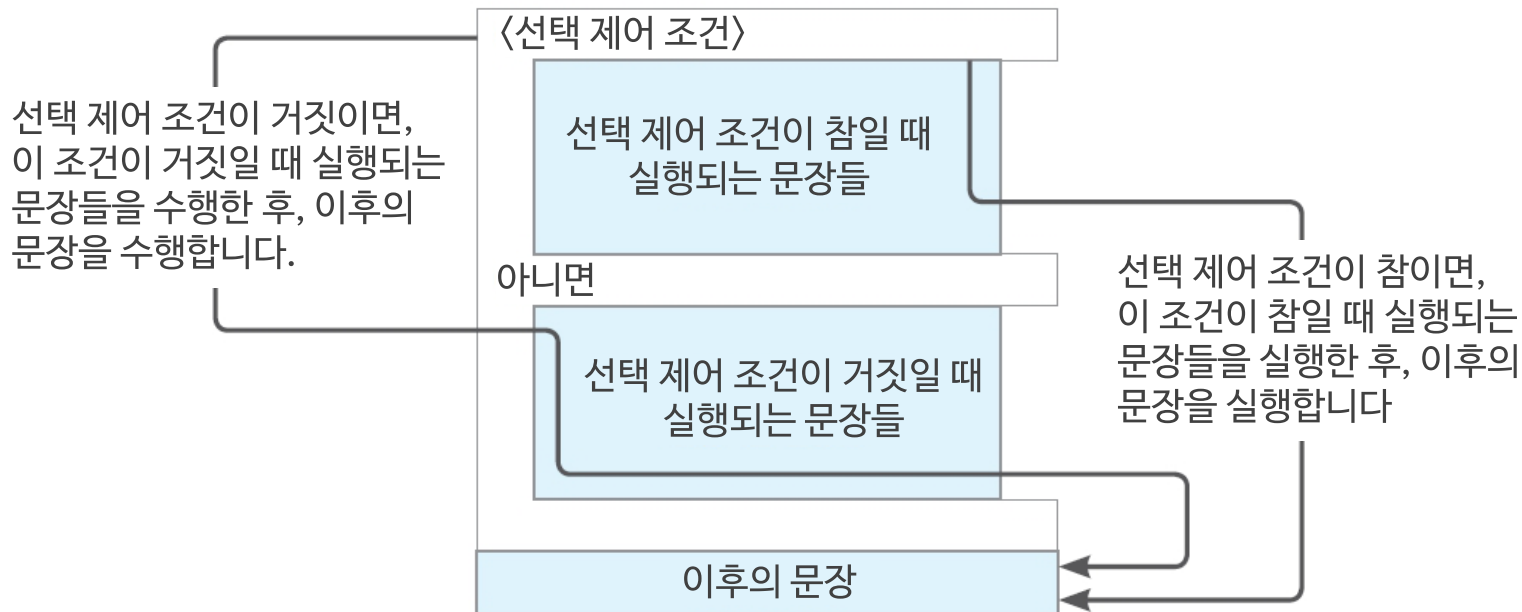 〈선택 제어 조건〉
선택 제어 조건이 거짓이면,
이 조건이 거짓일 때 실행되는
문장들을 수행한 후, 이후의
문장을 수행합니다.
선택 제어 조건이 참일 때
실행되는 문장들
아니면
선택 제어 조건이 참이면,
이 조건이 참일 때 실행되는
문장들을 실행한 후, 이후의
문장을 실행합니다
선택 제어 조건이 거짓일 때
실행되는 문장들
이후의 문장